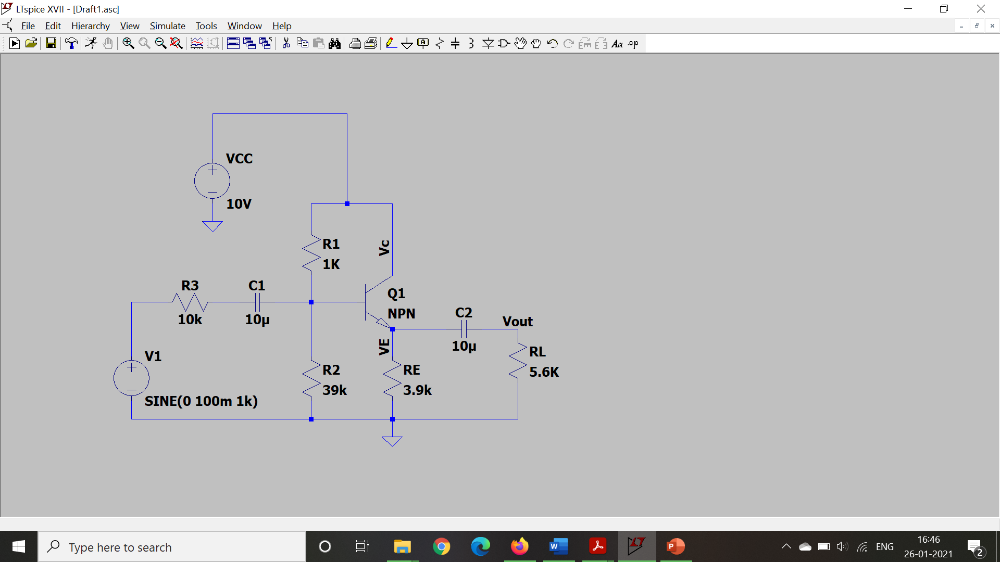 LTspice XVII - [Draft1.asc]
File Edit Hierarchy View Simulate Tools Window Help
VCC
10V
R1
1K
Vc
R3
10k
C1
10µ
Q1
NPN
C2
10µ
Vout
VE
V1
SINE(0 100m 1k)
R2
39k
RE
3.9k
RL
5.6K
Type here to search
ENG
16:46
26-01-2021
2